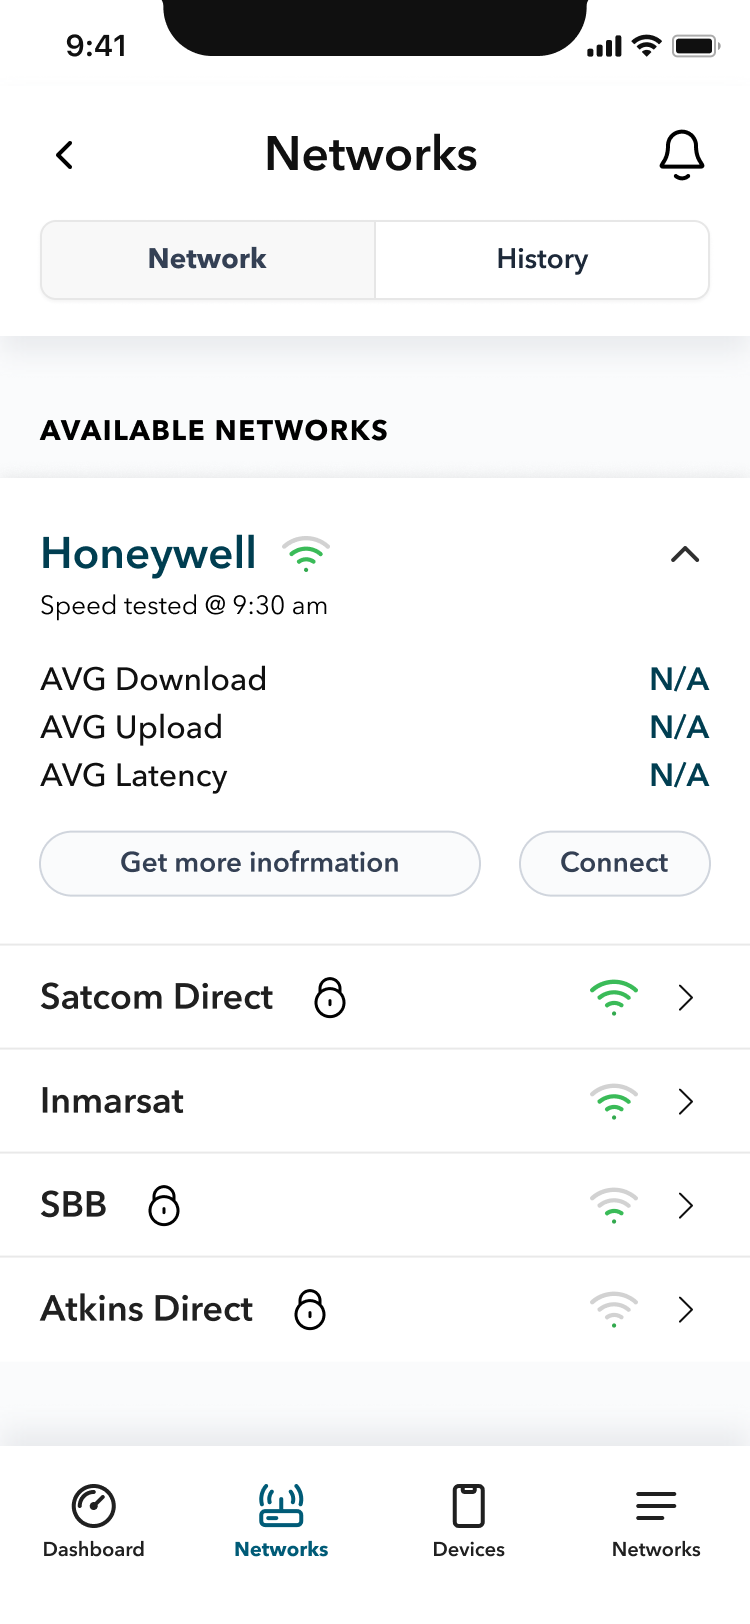 9:41
Networks
Network History
AVAILABLE NETWORKS
Honeywell
Speed tested @ 9:30 am
AVG Download N/A
AVG Upload N/A
AVG Latency N/A
Get more inofrmation Connect
Satcom Direct
Inmarsat
SBB
Atkins Direct
Dashboard Networks Devices Networks